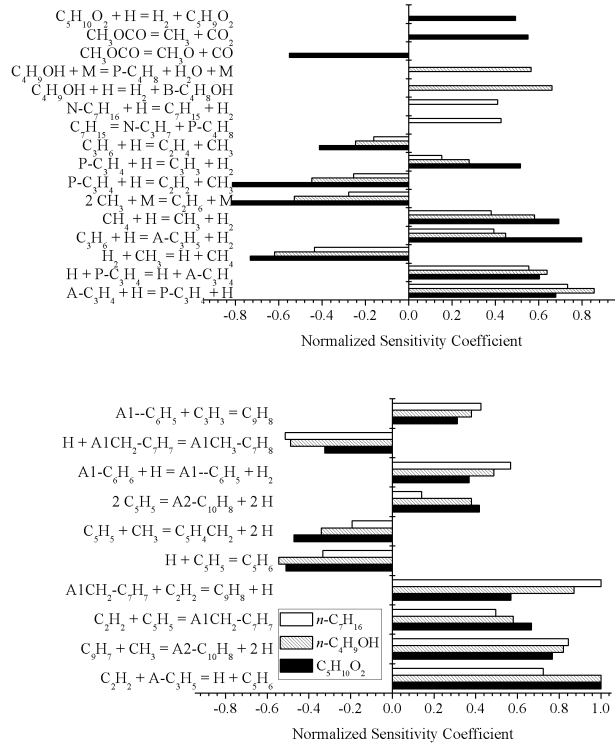 C₅H₁₀O₂ + H = H₂ + C₅H₉O₂
CH₃OCO = CH₃ + CO₂
CH₃OCO = CH₃O + CO
C₄H₉OH + M = P-C₄H₈ + H₂O + M
C₄H₉OH + H = H₂ + B-C₄H₈OH
N-C₇H₁₆ + H = C₇H₁₅ + H₂
C₇H₁₅ = N-C₃H₇ + P-C₄H₈
C₃H₆ + H = C₂H₄ + CH₃
P-C₃H₄ + H = C₃H₃ + H₂
P-C₃H₄ + H = C₂H₂ + CH₃
2 CH₃ + M = C₂H₆ + M
CH₄ + H = CH₃ + H₂
C₃H₆ + H = A-C₃H₅ + H₂
H₂ + CH₃ = H + CH₄
H + P-C₃H₄ = H + A-C₃H₄
A-C₃H₄ + H = P-C₃H₄ + H
-0.8 -0.6 -0.4 -0.2 0.0 0.2 0.4 0.6 0.8
Normalized Sensitivity Coefficient
A1--C₆H₅ + C₃H₃ = C₉H₈
H + A1CH₂-C₇H₇ = A1CH₃-C₇H₈
A1-C₆H₆ + H = A1--C₆H₅ + H₂
2 C₅H₅ = A2-C₁₀H₈ + 2 H
C₅H₅ + CH₃ = C₅H₄CH₂ + 2 H
H + C₅H₅ = C₅H₆
A1CH₂-C₇H₇ + C₂H₂ = C₉H₈ + H
C₂H₂ + C₅H₅ = A1CH₂-C₇H₇
C₉H₇ + CH₃ = A2-C₁₀H₈ + 2 H
C₂H₂ + A-C₃H₅ = H + C₅H₆
n-C₇H₁₆
n-C₄H₉OH
C₅H₁₀O₂
-0.8 -0.6 -0.4 -0.2 0.0 0.2 0.4 0.6 0.8 1.0
Normalized Sensitivity Coefficient